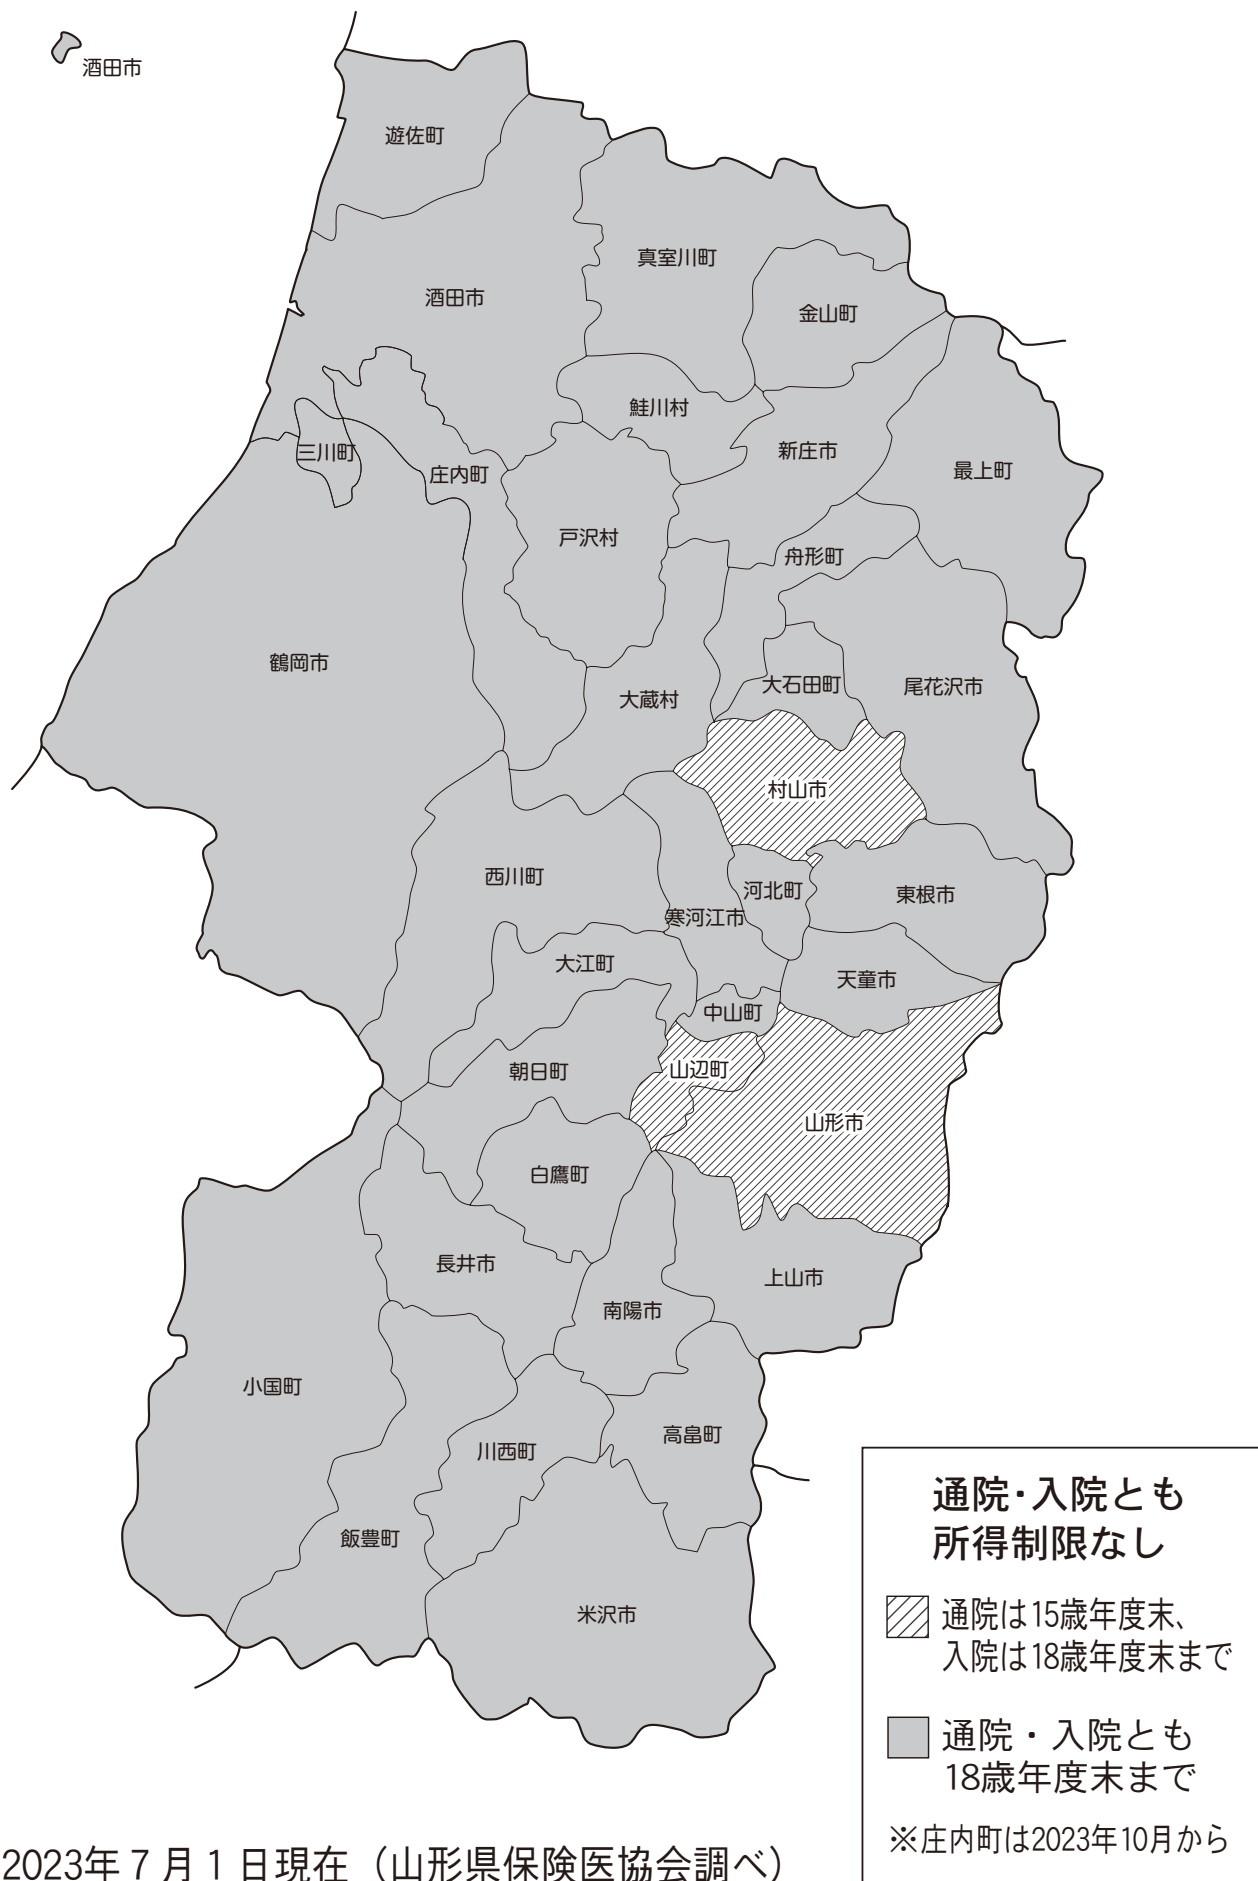 酒田市
遊佐町
真室川町
酒田市
金山町
鮭川村
三川町
新庄市
庄内町
最上町
戸沢村
舟形町
鶴岡市
大蔵村
大石田町
尾花沢市
村山市
西川町
河北町
東根市
寒河江市
大江町
天童市
中山町
朝日町
山辺町
山形市
白鷹町
長井市
上山市
南陽市
小国町
高畠町
川西町
飯豊町
米沢市
通院・入院とも
所得制限なし
通院は15歳年度末、
入院は18歳年度末まで
通院・入院とも
18歳年度末まで
※庄内町は2023年10月から
2023年7月1日現在(山形県保険医協会調べ)